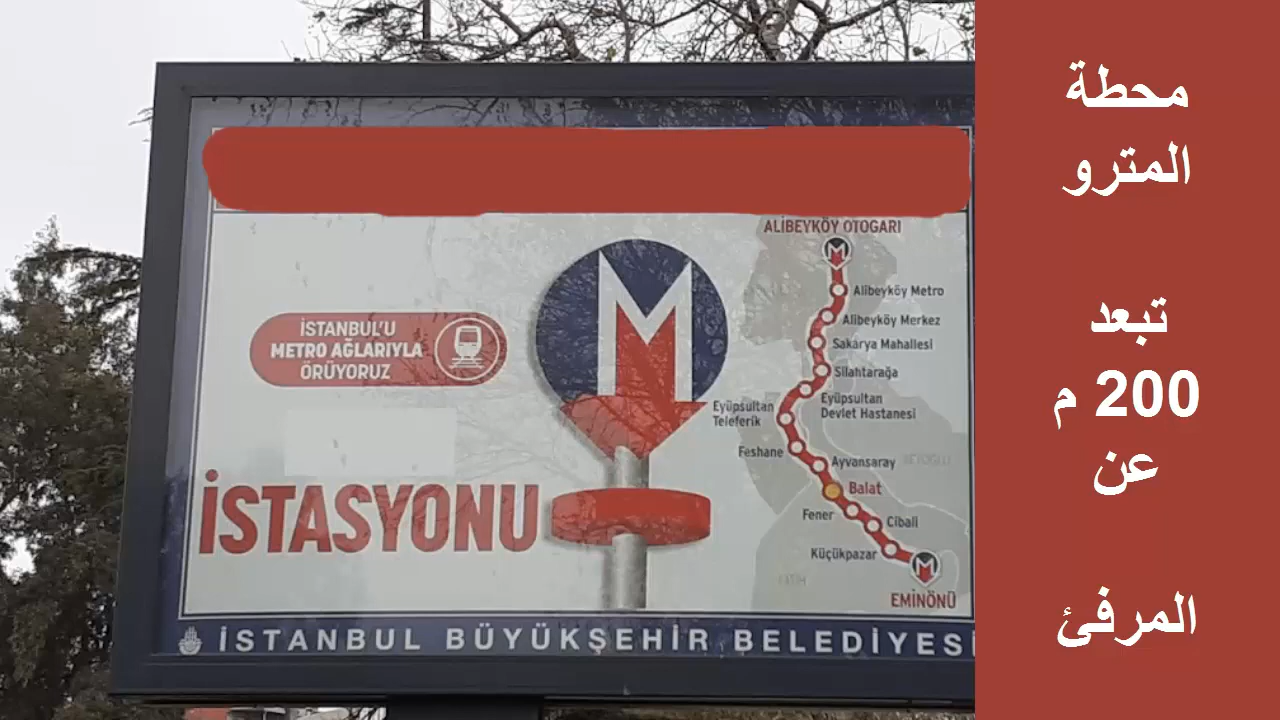 ALİBEYKÖY OTOGARI
Alibeyköy Metro
Alibeyköy Merkez
Sakarya Mahallesi
Silahtarağa
Eyüpsultan
Devlet Hastanesi
Eyüpsultan
Teleferik
Feshane
Ayvansaray
BEYOĞLU
Balat
Fener
Cibali
Küçükpazar
FATİH
EMİNÖNÜ
M
İSTANBUL'U
METRO AĞLARIYLA
ÖRÜYORUZ
İSTASYONU
İSTANBUL BÜYÜKŞEHİR BELEDİYESİ
محطة
المترو
تبعد
200 م
عن
المرفئ